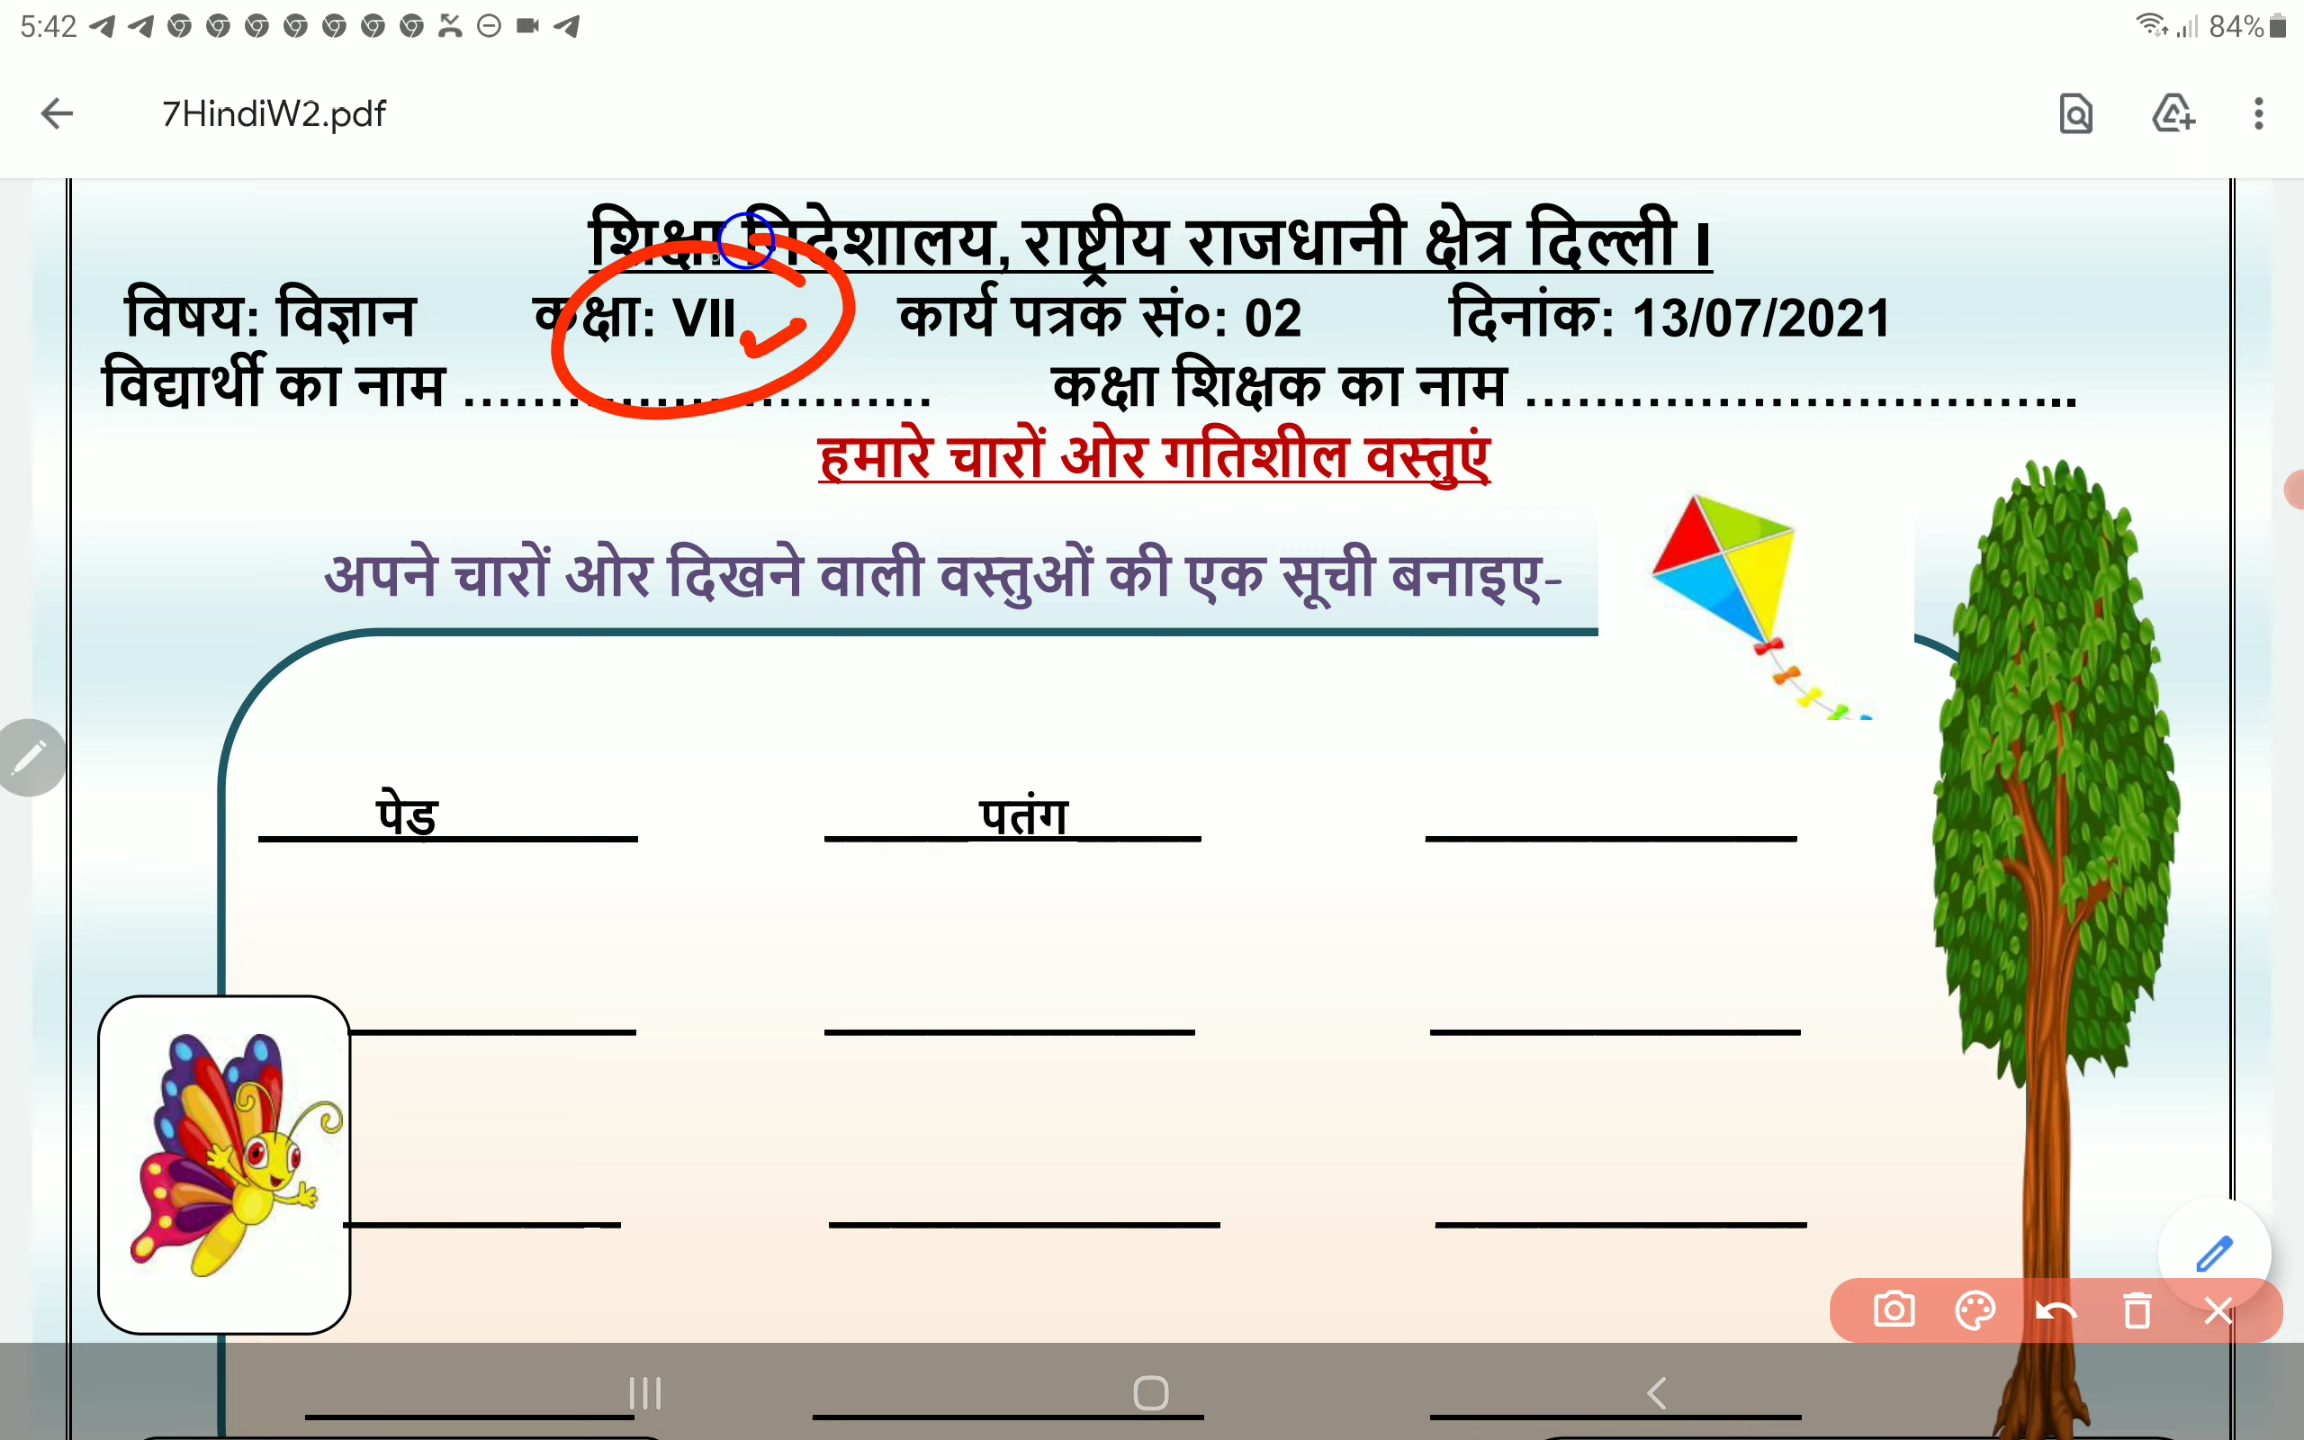 5:42 84%
7HindiW2.pdf
शिक्षा निदेशालय, राष्ट्रीय राजधानी क्षेत्र दिल्ली I
विषय: विज्ञान कक्षा: VII कार्य पत्रक सं०: 02 दिनांक: 13/07/2021
विद्यार्थी का नाम ........................... कक्षा शिक्षक का नाम ................................
हमारे चारों ओर गतिशील वस्तुएं
अपने चारों ओर दिखने वाली वस्तुओं की एक सूची बनाइए-
पेड पतंग